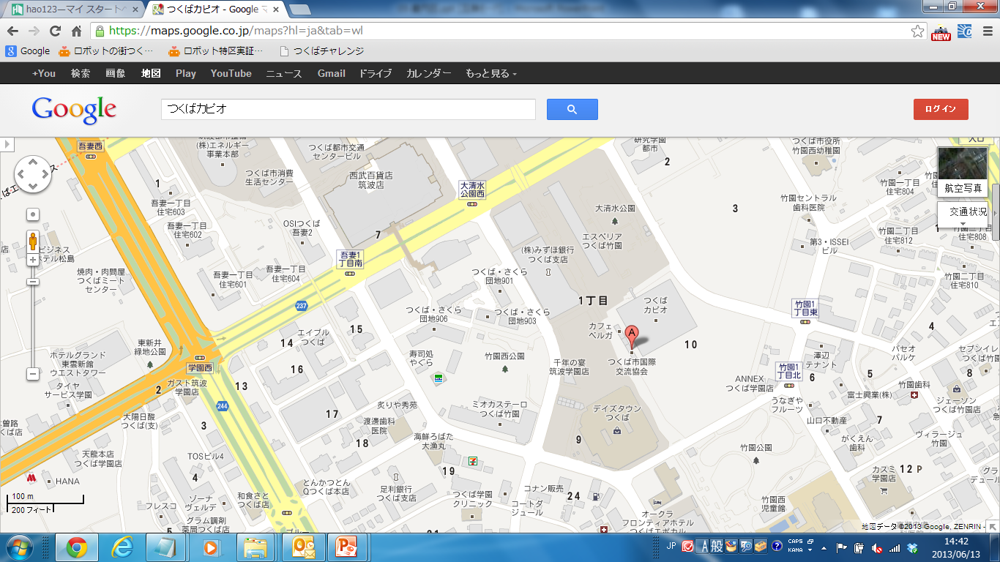 hao123—マイ スタートペ
つくばカピオ - Google マ
https://maps.google.co.jp/maps?hl=ja&tab=wl
NEW
Google
ロボットの街つく…
ロボット特区実証…
つくばチャレンジ
+You
検索
画像
地図
Play
YouTube
ニュース
Gmail
ドライブ
カレンダー
もっと見る
Google
つくばカピオ
ログイン
吾妻西
(株)エネルギー
事業本部
つくば都市交通
センタービル
つくば市消費
生活センター
西武百貨店
筑波店
大清水
公園西
研究学園
都市
2
つくば市役所
竹園西幼稚園
入口
航空写真
交通状況
1
吾妻一丁目
住宅603
吾妻一丁目
住宅602
OSIつくば
吾妻2
7
吾妻1
丁目南
大清水公園
エスペリア
つくば竹園
3
竹園セントラル
歯科医院
竹園一丁目
住宅804
第3・ISSEI
ビル
竹園二丁目
住宅812
住宅808
竹園二丁目
住宅810
ビジネス
ホテル松島
焼肉・肉問屋
つくばミート
センター
吾妻一丁目
住宅601
吾妻一丁目
住宅604
(株)みずほ銀行
つくば支店
つくば・さくら
団地901
つくば・さくら
団地906
つくば・さくら
団地903
1丁目
つくば
カピオ
カフェ
ベルガ
A
10
つくば市国際
交流協会
竹園1
丁目東
4
237
15
エイブル
つくば
14
16
東新井
緑地公園
ホテルグランド
東雲新館
ウエストタワー
学園西
寿司処
やぐら
竹園西公園
千年の宴
筑波学園店
ANNEX
つくば学園店
竹園1
丁目北
澤辺
テナント
6
5
パセオ
バルケ
セブンイレ
8
竹園歯科
タイヤ
サービス学園
2
ガスト筑波
学園店
13
244
17
炙りや秀苑
ミオガステーロ
つくば竹園
デイズタウン
つくば
うなぎや
フルーツ
富士興業(株)
ジェーソン
つくば竹園店
大陽日酸
つくば(支)
3
渡邊歯科
医院
18
海鮮ろばた
大漁丸
9
竹園公園
山口不動産
7
がくえん
歯科
ヴィラージュ
竹園
天龍本店
つくば学園店
TOSビル4
4
19
HANA
とんかつとん
Qつくば本店
足利銀行
つくば支店
つくば学園
クリニック
コナン販売
24
コートダ
ジュール
カスミ
学園店
12 P
100 m
200 フィート
フレスコ
ゾーナ
ヴェルデ
和食さと
つくば店
オークラ
フロンティアホテル
竹園西
児童館
グラム調剤
薬局つくば店
地図データ ©2013 Google, ZENRIN -
JP
A 般
CAPS
KANA
14:42
2013/06/13